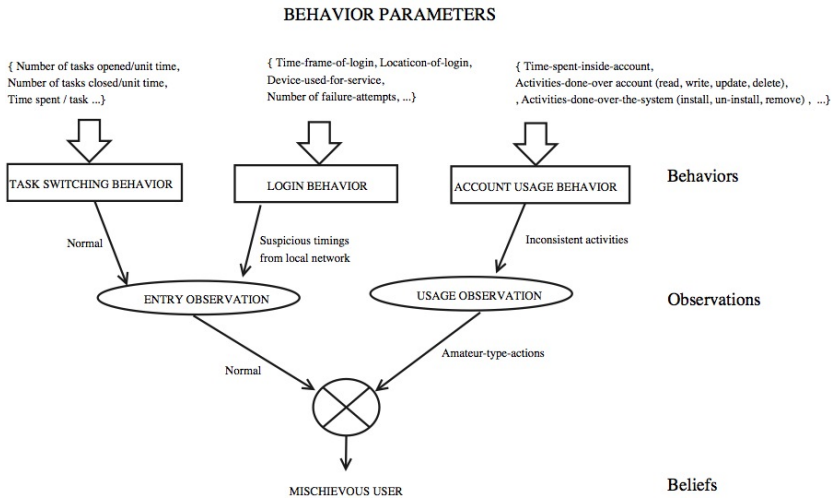 BEHAVIOR PARAMETERS
{ Number of tasks opened/unit time,
Number of tasks closed/unit time,
Time spent / task ...}
{ Time-frame-of-login, Locaticon-of-login,
Device-used-for-service,
Number of failure-attempts, ...}
{ Time-spent-inside-account,
Activities-done-over account (read, write, update, delete),
, Activities-done-over-the-system (install, un-install, remove) , ...}
TASK SWITCHING BEHAVIOR
LOGIN BEHAVIOR
ACCOUNT USAGE BEHAVIOR
Behaviors
Normal
Suspicious timings
from local network
Inconsistent activities
ENTRY OBSERVATION
USAGE OBSERVATION
Observations
Normal
Amateur-type-actions
MISCHIEVOUS USER
Beliefs